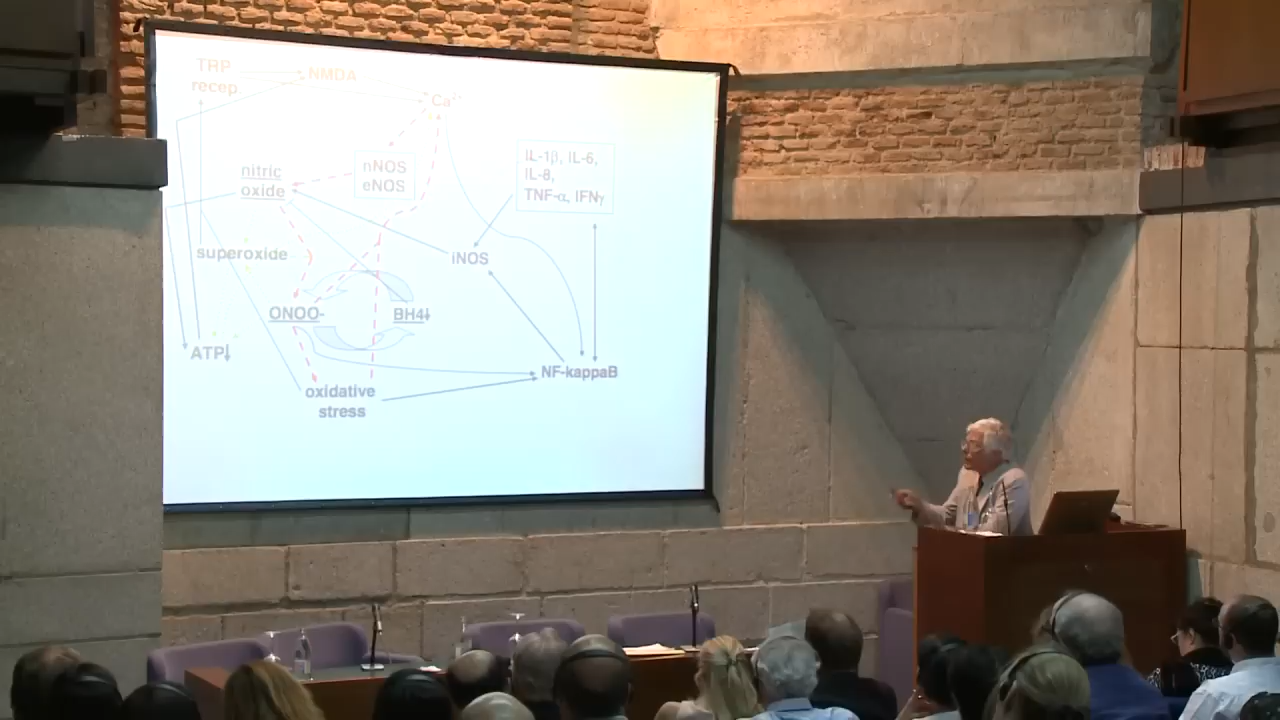 TRP
recep.
NMDA
Ca²⁺
nitric
oxide
nNOS
eNOS
IL-1β, IL-6,
IL-8,
TNF-α, IFNγ
superoxide
iNOS
ONOO-
BH4↓
ATP↓
NF-kappaB
oxidative
stress